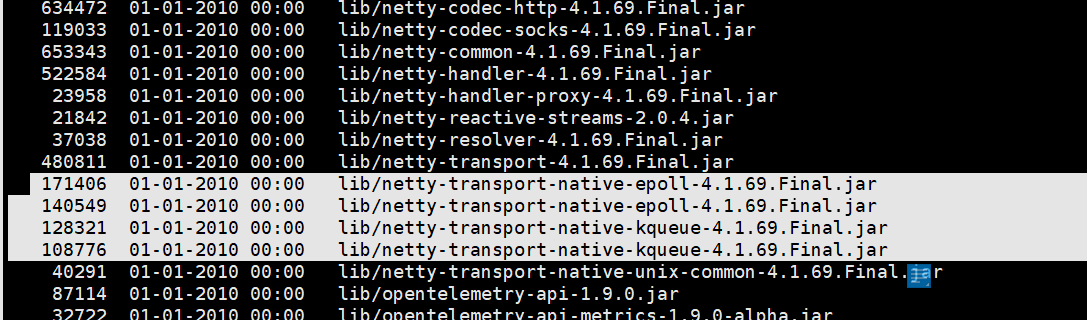 634472 01-01-2010 00:00 lib/netty-codec-http-4.1.69.Final.jar
119033 01-01-2010 00:00 lib/netty-codec-socks-4.1.69.Final.jar
653343 01-01-2010 00:00 lib/netty-common-4.1.69.Final.jar
522584 01-01-2010 00:00 lib/netty-handler-4.1.69.Final.jar
23958 01-01-2010 00:00 lib/netty-handler-proxy-4.1.69.Final.jar
21842 01-01-2010 00:00 lib/netty-reactive-streams-2.0.4.jar
37038 01-01-2010 00:00 lib/netty-resolver-4.1.69.Final.jar
480811 01-01-2010 00:00 lib/netty-transport-4.1.69.Final.jar
171406 01-01-2010 00:00 lib/netty-transport-native-epoll-4.1.69.Final.jar
140549 01-01-2010 00:00 lib/netty-transport-native-epoll-4.1.69.Final.jar
128321 01-01-2010 00:00 lib/netty-transport-native-kqueue-4.1.69.Final.jar
108776 01-01-2010 00:00 lib/netty-transport-native-kqueue-4.1.69.Final.jar
40291 01-01-2010 00:00 lib/netty-transport-native-unix-common-4.1.69.Final.jar
87114 01-01-2010 00:00 lib/opentelemetry-api-1.9.0.jar
32722 01-01-2010 00:00 lib/opentelemetry-api-metrics-1.9.0-alpha.jar